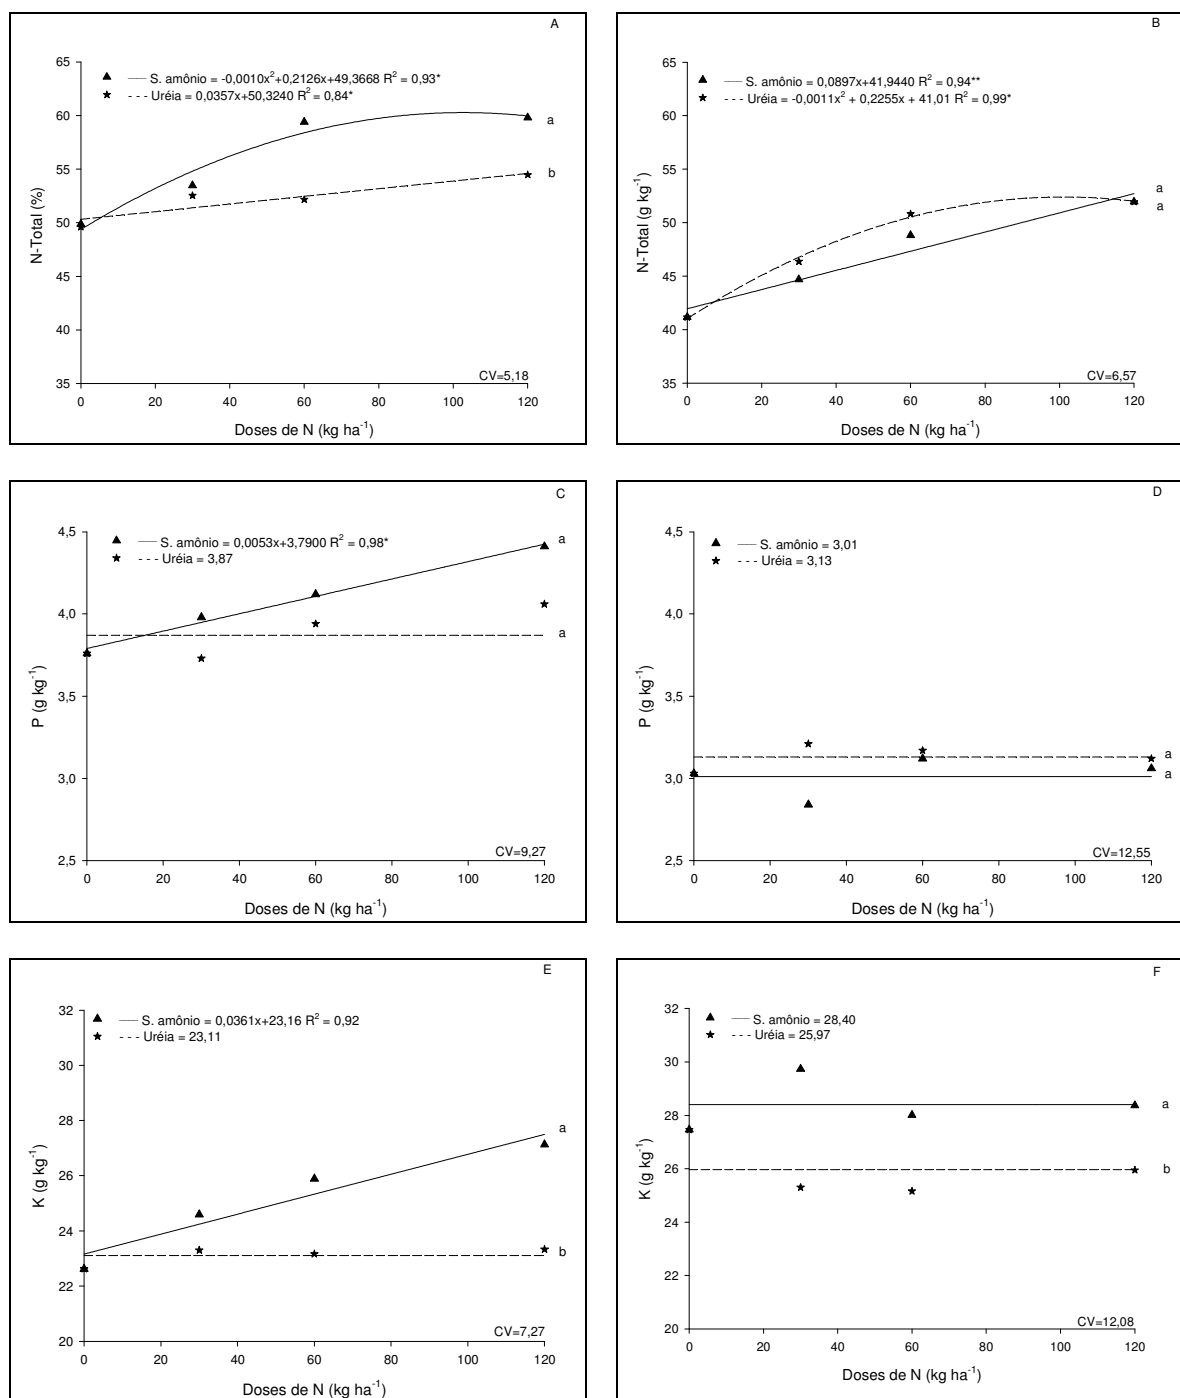 A
S. amônio = -0,0010x²+0,2126x+49,3668 R² = 0,93*
Uréia = 0,0357x+50,3240 R² = 0,84*
N-Total (%)
65
60
55
50
45
40
35
a
b
CV=5,18
0 20 40 60 80 100 120
Doses de N (kg ha⁻¹)
B
S. amônio = 0,0897x+41,9440 R² = 0,94**
Uréia = -0,0011x² + 0,2255x + 41,01 R² = 0,99*
N-Total (g kg⁻¹)
65
60
55
50
45
40
35
a
a
CV=6,57
0 20 40 60 80 100 120
Doses de N (kg ha⁻¹)
C
S. amônio = 0,0053x+3,7900 R² = 0,98*
Uréia = 3,87
P (g kg⁻¹)
4,5
4,0
3,5
3,0
2,5
a
a
CV=9,27
0 20 40 60 80 100 120
Doses de N (kg ha⁻¹)
D
S. amônio = 3,01
Uréia = 3,13
P (g kg⁻¹)
4,5
4,0
3,5
3,0
2,5
a
a
CV=12,55
0 20 40 60 80 100 120
Doses de N (kg ha⁻¹)
E
S. amônio = 0,0361x+23,16 R² = 0,92
Uréia = 23,11
K (g kg⁻¹)
32
30
28
26
24
22
20
a
b
CV=7,27
0 20 40 60 80 100 120
Doses de N (kg ha⁻¹)
F
S. amônio = 28,40
Uréia = 25,97
K (g kg⁻¹)
32
30
28
26
24
22
20
a
b
CV=12,08
0 20 40 60 80 100 120
Doses de N (kg ha⁻¹)